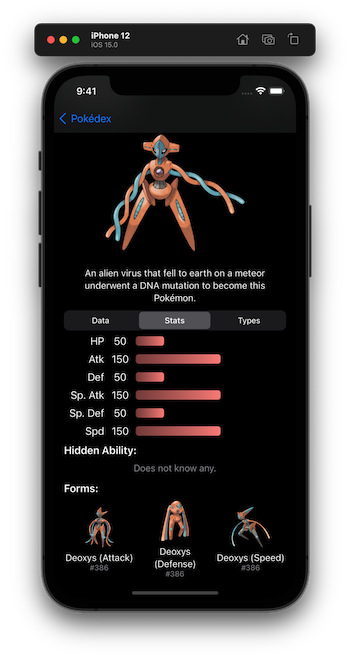 iPhone 12
iOS 15.0
9:41
Pokédex
An alien virus that fell to earth on a meteor
underwent a DNA mutation to become this
Pokémon.
Data Stats Types
HP 50
Atk 150
Def 50
Sp. Atk 150
Sp. Def 50
Spd 150
Hidden Ability:
Does not know any.
Forms:
Deoxys (Attack)
#386
Deoxys
(Defense)
#386
Deoxys (Speed)
#386